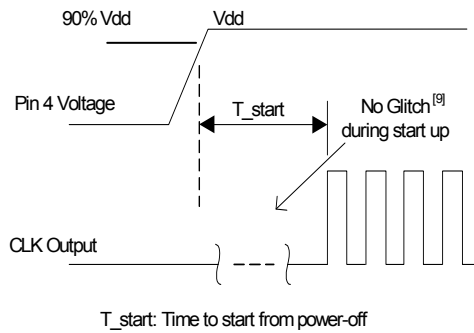 90% Vdd
Vdd
Pin 4 Voltage
T_start
No Glitch [9]
during start up
CLK Output
T_start: Time to start from power-off